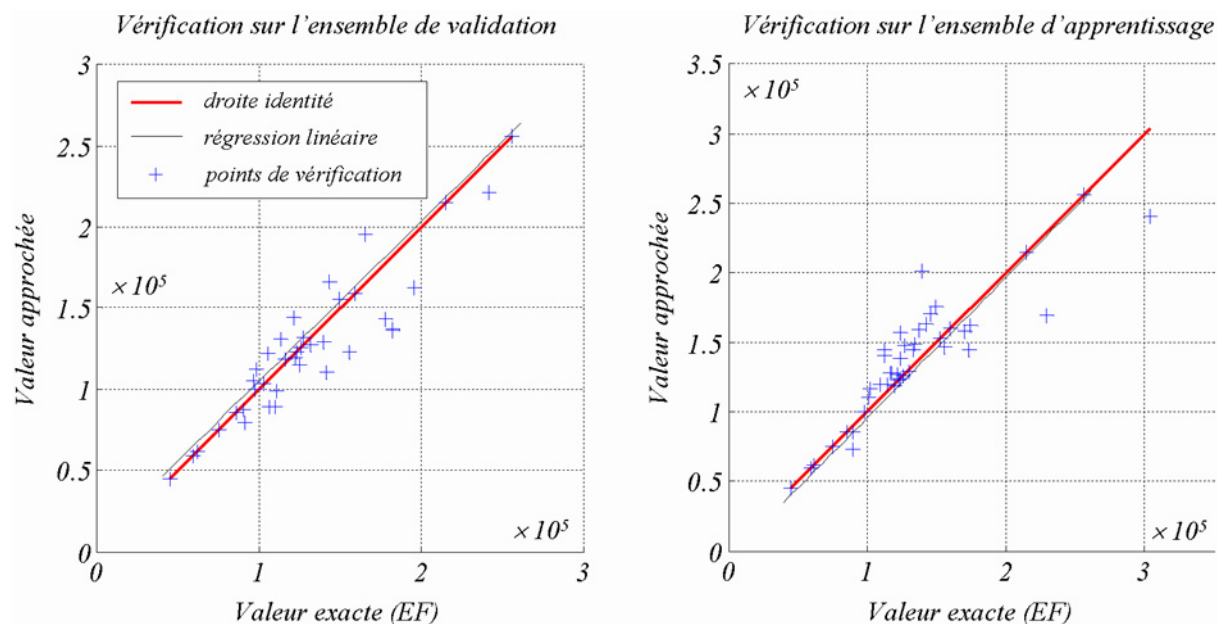 Vérification sur l'ensemble de validation
3
droite identité
régression linéaire
points de vérification
2.5
2
×10⁵
1.5
1
0.5
0
Valeur approchée
×10⁵
0 1 2 3
Valeur exacte (EF)
Vérification sur l'ensemble d'apprentissage
3.5
×10⁵
3
2.5
2
1.5
1
0.5
0
Valeur approchée
×10⁵
0 1 2 3
Valeur exacte (EF)